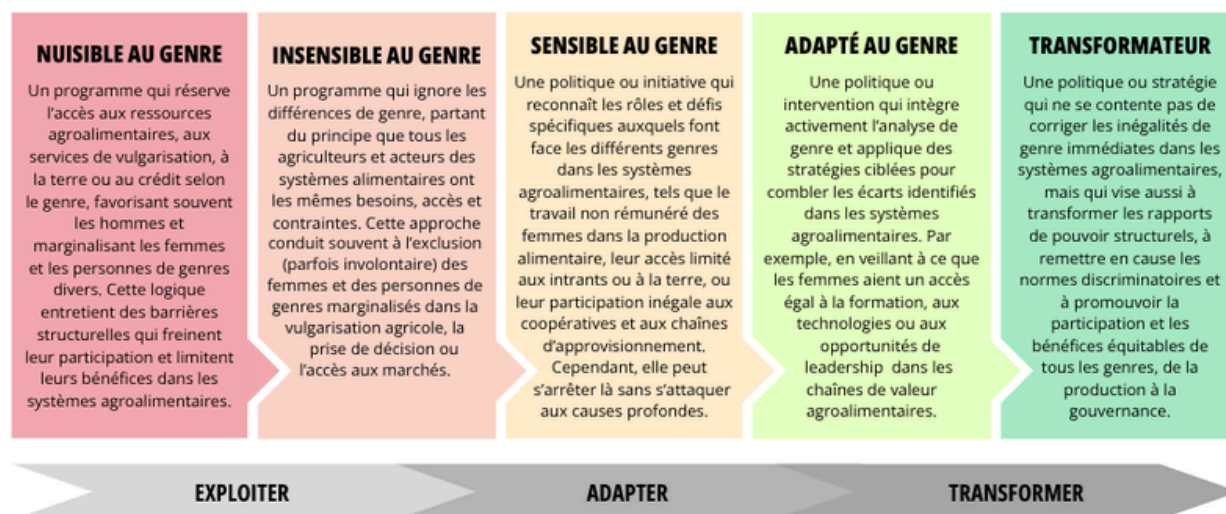 NUISIBLE AU GENRE
Un programme qui réserve
l'accès aux ressources
agroalimentaires, aux
services de vulgarisation, à
la terre ou au crédit selon
le genre, favorisant souvent
les hommes et
marginalisant les femmes
et les personnes de genres
divers. Cette logique
entretient des barrières
structurelles qui freinent
leur participation et limitent
leurs bénéfices dans les
systèmes agroalimentaires.
INSENSIBLE AU GENRE
Un programme qui ignore les
différences de genre, partant
du principe que tous les
agriculteurs et acteurs des
systèmes alimentaires ont
les mêmes besoins, accès et
contraintes. Cette approche
conduit souvent à l'exclusion
(parfois involontaire) des
femmes et des personnes de
genres marginalisés dans la
vulgarisation agricole, la
prise de décision ou
l'accès aux marchés.
SENSIBLE AU GENRE
Une politique ou initiative qui
reconnaît les rôles et défis
spécifiques auxquels font
face les différents genres
dans les systèmes
agroalimentaires, tels que le
travail non rémunéré des
femmes dans la production
alimentaire, leur accès limité
aux intrants ou à la terre, ou
leur participation inégale aux
coopératives et aux chaînes
d'approvisionnement.
Cependant, elle peut
s'arrêter là sans s'attaquer
aux causes profondes.
ADAPTÉ AU GENRE
Une politique ou
intervention qui intègre
activement l'analyse de
genre et applique des
stratégies ciblées pour
combler les écarts identifiés
dans les systèmes
agroalimentaires. Par
exemple, en veillant à ce que
les femmes aient un accès
égal à la formation, aux
technologies ou aux
opportunités de
leadership dans les
chaînes de valeur
agroalimentaires.
TRANSFORMATEUR
Une politique ou stratégie
qui ne se contente pas de
corriger les inégalités de
genre immédiates dans les
systèmes agroalimentaires,
mais qui vise aussi à
transformer les rapports
de pouvoir structurels, à
remettre en cause les
normes discriminatoires et
à promouvoir la
participation et les
bénéfices équitables de
tous les genres, de la
production à la
gouvernance.
EXPLOITER
ADAPTER
TRANSFORMER